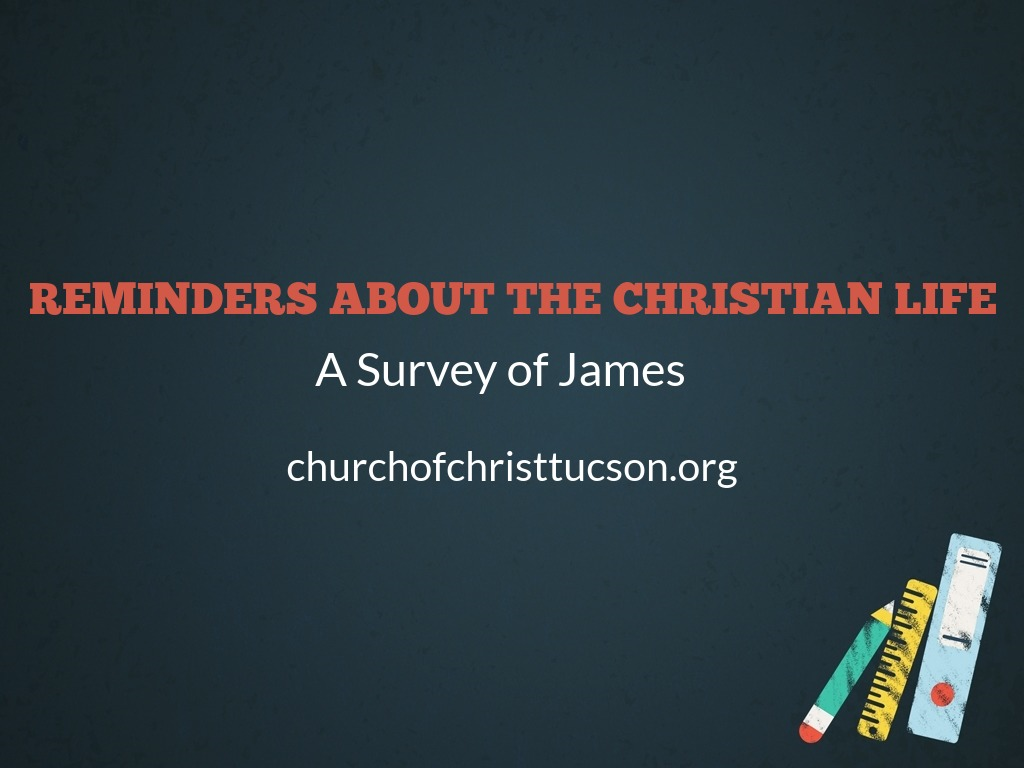 REMINDERS ABOUT THE CHRISTIAN LIFE
A Survey of James
churchofchristtucson.org